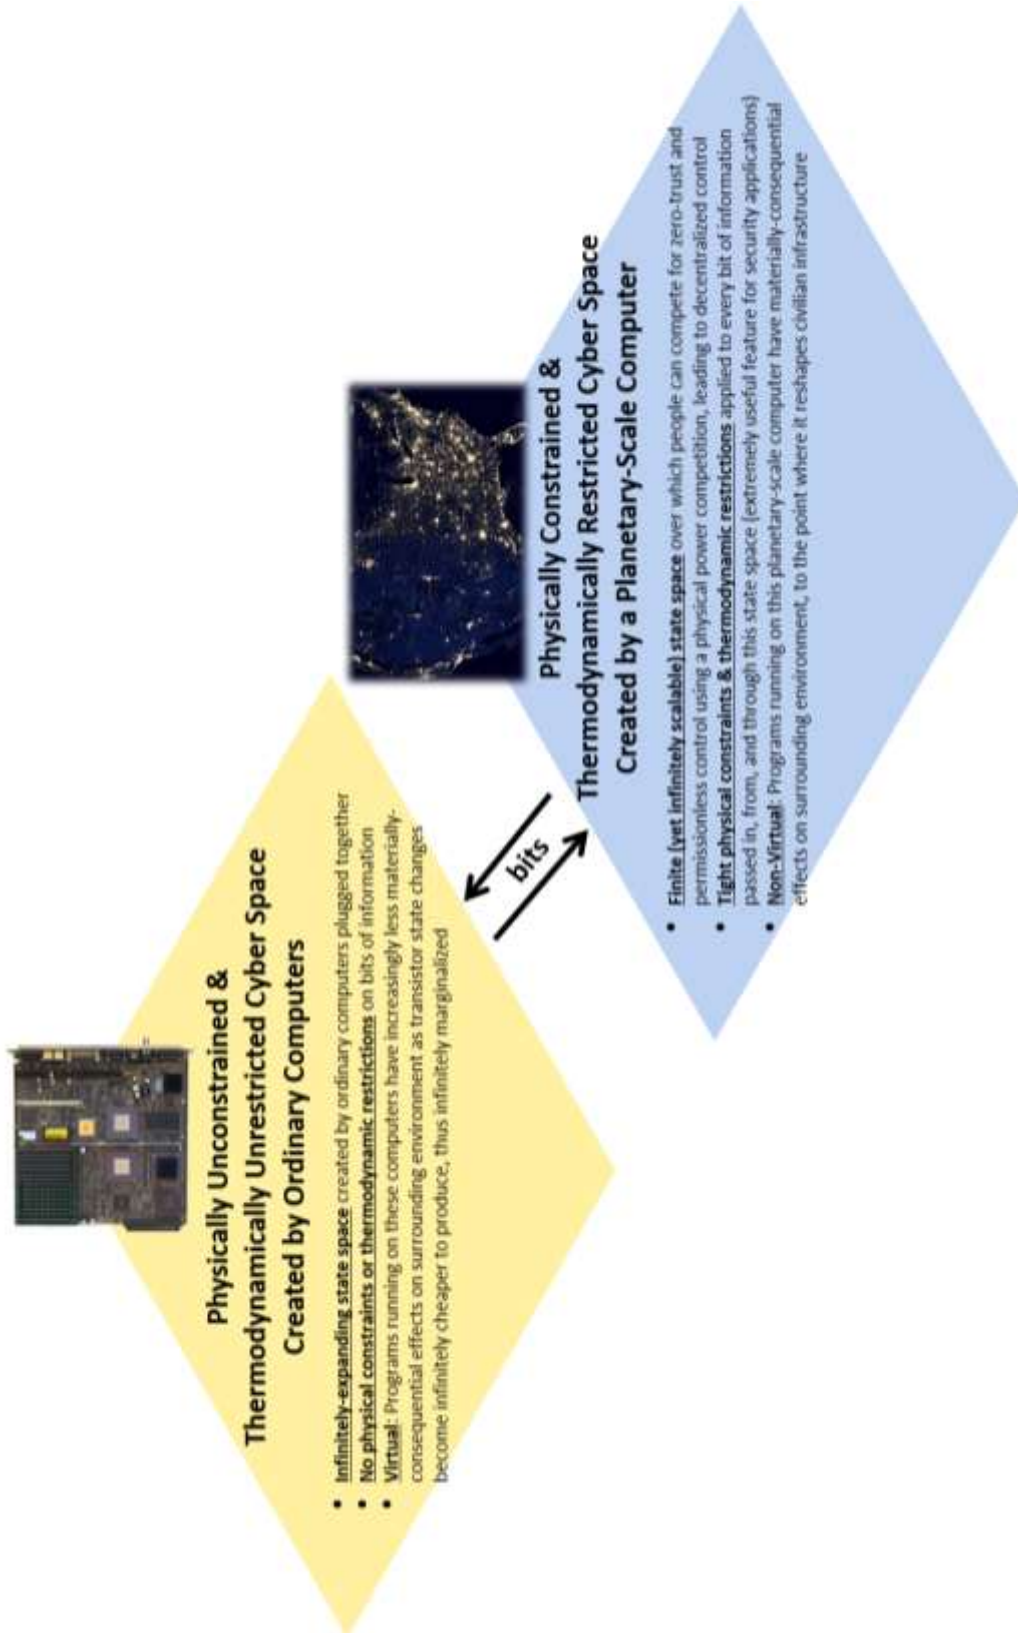 Physically Unconstrained &
Thermodynamically Unrestricted Cyber Space
Created by Ordinary Computers
• Infinitely-expanding state space created by ordinary computers plugged together
• No physical constraints or thermodynamic restrictions on bits of information
• Virtual: Programs running on these computers have increasingly less materially-
consequential effects on surrounding environment as transistor state changes
become infinitely cheaper to produce, thus infinitely marginalized
bits
Physically Constrained &
Thermodynamically Restricted Cyber Space
Created by a Planetary-Scale Computer
• Finite (yet infinitely scalable) state space over which people can compete for zero-trust and
permissionless control using a physical power competition, leading to decentralized control
• Tight physical constraints & thermodynamic restrictions applied to every bit of information
passed in, from, and through this state space (extremely useful feature for security applications)
• Non-Virtual: Programs running on this planetary-scale computer have materially-consequential
effects on surrounding environment, to the point where it reshapes civilian infrastructure